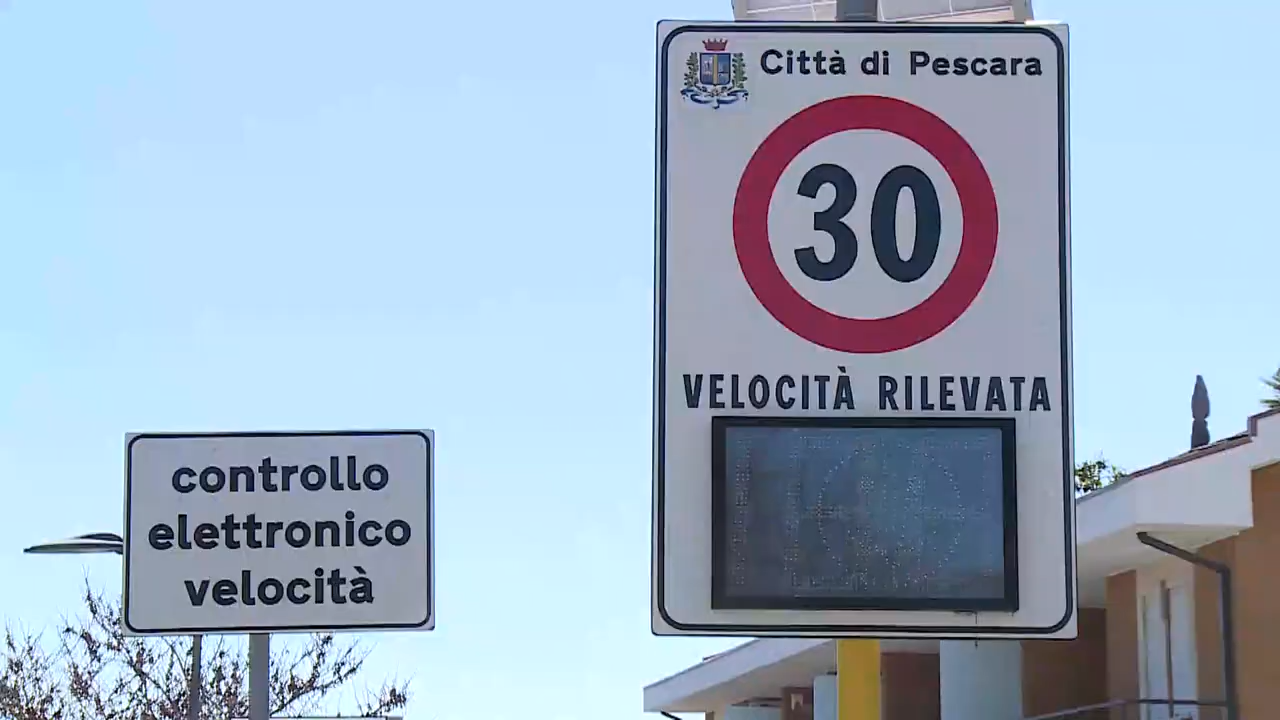 Città di Pescara
30
VELOCITÀ RILEVATA
controllo
elettronico
velocità